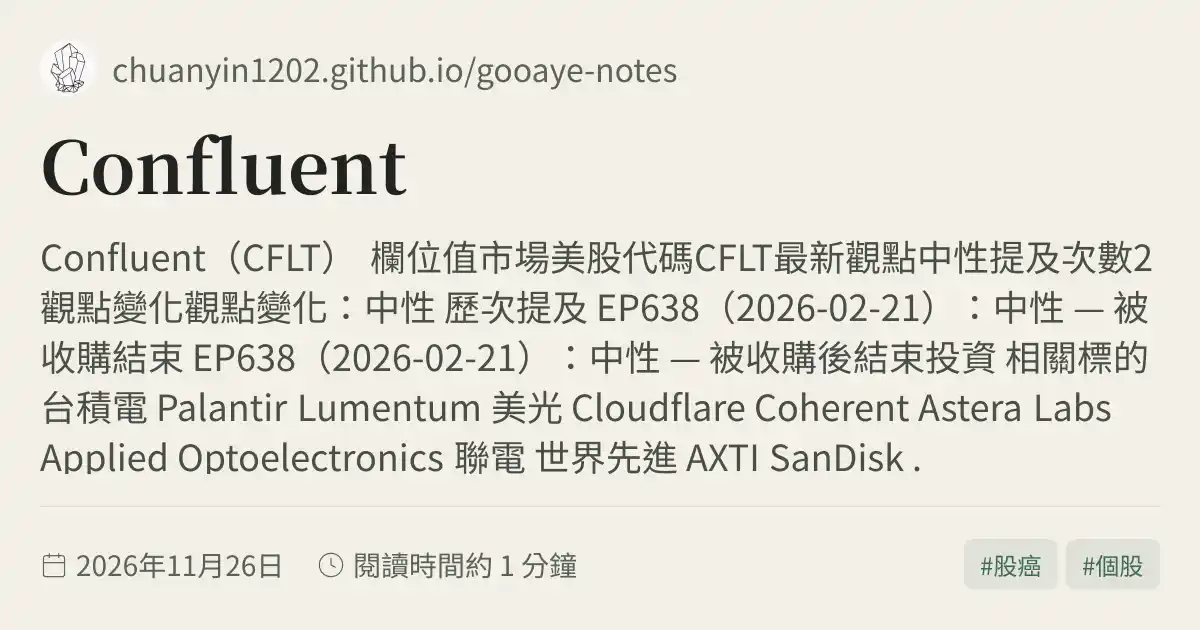 chuanyin1202.github.io/gooaye-notes
Confluent
Confluent（CFLT） 欄位值市場美股代碼CFLT最新觀點中性提及次數2
觀點變化觀點變化：中性 歷次提及 EP638（2026-02-21）：中性 — 被
收購結束 EP638（2026-02-21）：中性 — 被收購後結束投資 相關標的
台積電 Palantir Lumentum 美光 Cloudflare Coherent Astera Labs
Applied Optoelectronics 聯電 世界先進 AXTI SanDisk .
2026年11月26日 閱讀時間約 1 分鐘 #股癌 #個股